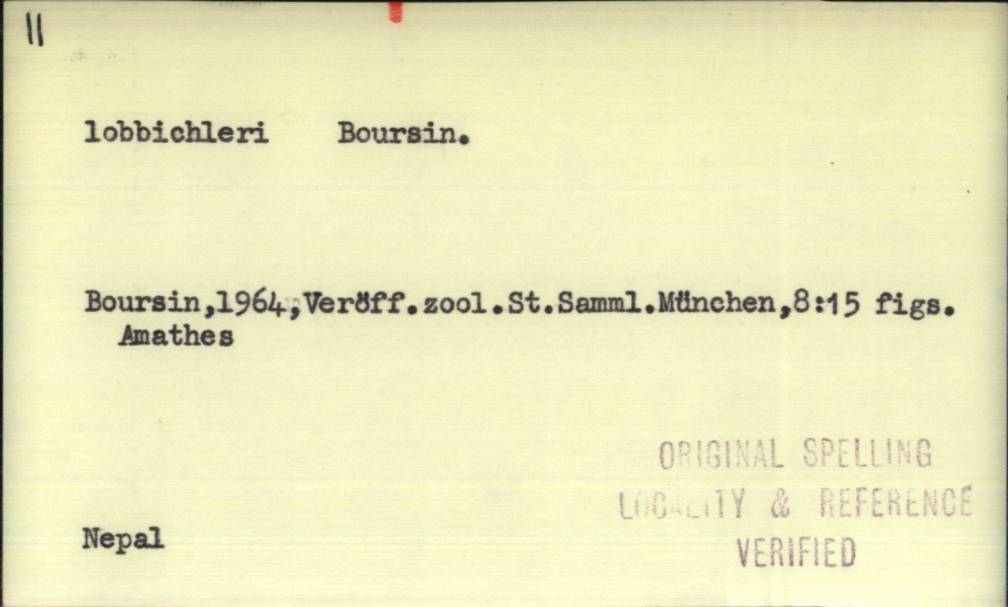 11
lobbichleri Boursin.
Boursin,1964,Veröff.zool.St.Samml.München,8:15 figs.
Amathes
ORIGINAL SPELLING
LOCALITY & REFERENCE
VERIFIED
Nepal